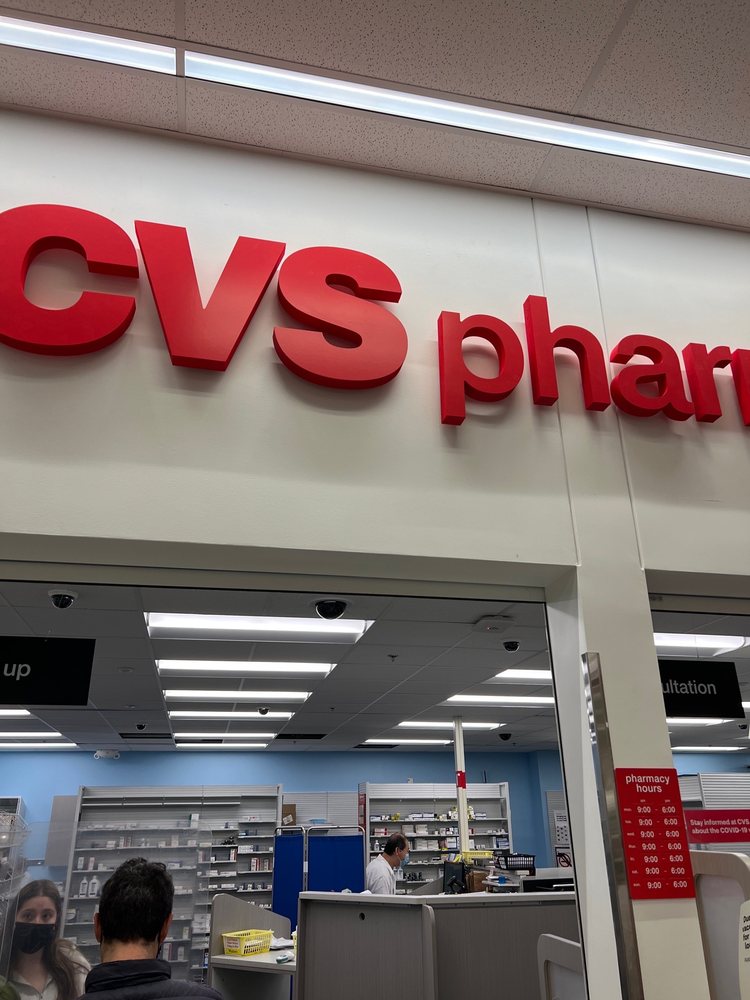 CVS phar
up
ultation
pharmacy
hours
9:00 - 6:00
9:00 - 6:00
9:00 - 6:00
9:00 - 6:00
9:00 - 6:00
9:00 - 6:00
9:00 - 6:00
Stay informed at CVS
about the COVID-19